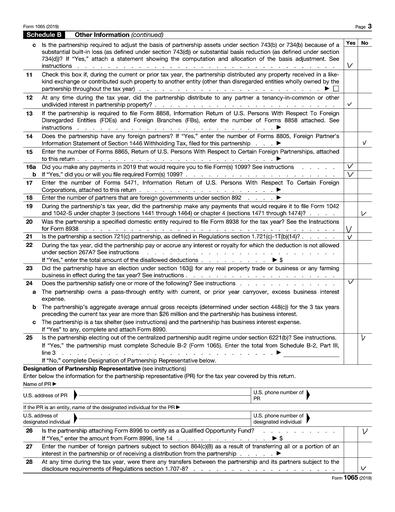 Form 1065 (2019) Page 3
Schedule B Other Information (continued)
Yes No
c Is the partnership required to adjust the basis of partnership assets under section 743(b) or 734(b) because of a
substantial built-in loss (as defined under section 743(d)) or substantial basis reduction (as defined under section
734(d))? If "Yes," attach a statement showing the computation and allocation of the basis adjustment. See
instructions
11 Check this box if, during the current or prior tax year, the partnership distributed any property received in a like-
kind exchange or contributed such property to another entity (other than disregarded entities wholly owned by the
partnership throughout the tax year) . . . ▶
12 At any time during the tax year, did the partnership distribute to any partner a tenancy-in-common or other
undivided interest in partnership property? . . .
13 If the partnership is required to file Form 8858, Information Return of U.S. Persons With Respect To Foreign
Disregarded Entities (FDEs) and Foreign Branches (FBs), enter the number of Forms 8858 attached. See
instructions . . . ▶
14 Does the partnership have any foreign partners? If "Yes," enter the number of Forms 8805, Foreign Partner's
Information Statement of Section 1446 Withholding Tax, filed for this partnership . . . ▶
15 Enter the number of Forms 8865, Return of U.S. Persons With Respect to Certain Foreign Partnerships, attached
to this return . . . ▶
16a Did you make any payments in 2019 that would require you to file Form(s) 1099? See instructions . . .
b If "Yes," did you or will you file required Form(s) 1099? . . .
17 Enter the number of Forms 5471, Information Return of U.S. Persons With Respect To Certain Foreign
Corporations, attached to this return . . . ▶
18 Enter the number of partners that are foreign governments under section 892 . . . ▶
19 During the partnership's tax year, did the partnership make any payments that would require it to file Form 1042
and 1042-S under chapter 3 (sections 1441 through 1464) or chapter 4 (sections 1471 through 1474)? . . .
20 Was the partnership a specified domestic entity required to file Form 8938 for the tax year? See the Instructions
for Form 8938 . . .
21 Is the partnership a section 721(c) partnership, as defined in Regulations section 1.721(c)-1T(b)(14)? . . .
22 During the tax year, did the partnership pay or accrue any interest or royalty for which the deduction is not allowed
under section 267A? See instructions . . .
If "Yes," enter the total amount of the disallowed deductions . . . ▶ $
23 Did the partnership have an election under section 163(j) for any real property trade or business or any farming
business in effect during the tax year? See instructions . . .
24 Does the partnership satisfy one or more of the following? See instructions . . .
a The partnership owns a pass-through entity with current, or prior year carryover, excess business interest
expense.
b The partnership's aggregate average annual gross receipts (determined under section 448(c)) for the 3 tax years
preceding the current tax year are more than $26 million and the partnership has business interest.
c The partnership is a tax shelter (see instructions) and the partnership has business interest expense.
If "Yes" to any, complete and attach Form 8990.
25 Is the partnership electing out of the centralized partnership audit regime under section 6221(b)? See instructions.
If "Yes," the partnership must complete Schedule B-2 (Form 1065). Enter the total from Schedule B-2, Part III,
line 3 . . . ▶
If "No," complete Designation of Partnership Representative below.
Designation of Partnership Representative (see instructions)
Enter below the information for the partnership representative (PR) for the tax year covered by this return.
Name of PR ▶
U.S. address of PR
U.S. phone number of
PR
If the PR is an entity, name of the designated individual for the PR ▶
U.S. address of
designated individual
U.S. phone number of
designated individual
26 Is the partnership attaching Form 8996 to certify as a Qualified Opportunity Fund? . . .
If "Yes," enter the amount from Form 8996, line 14 . . . ▶ $
27 Enter the number of foreign partners subject to section 864(c)(8) as a result of transferring all or a portion of an
interest in the partnership or of receiving a distribution from the partnership . . . ▶
28 At any time during the tax year, were there any transfers between the partnership and its partners subject to the
disclosure requirements of Regulations section 1.707-8? . . .
Form 1065 (2019)